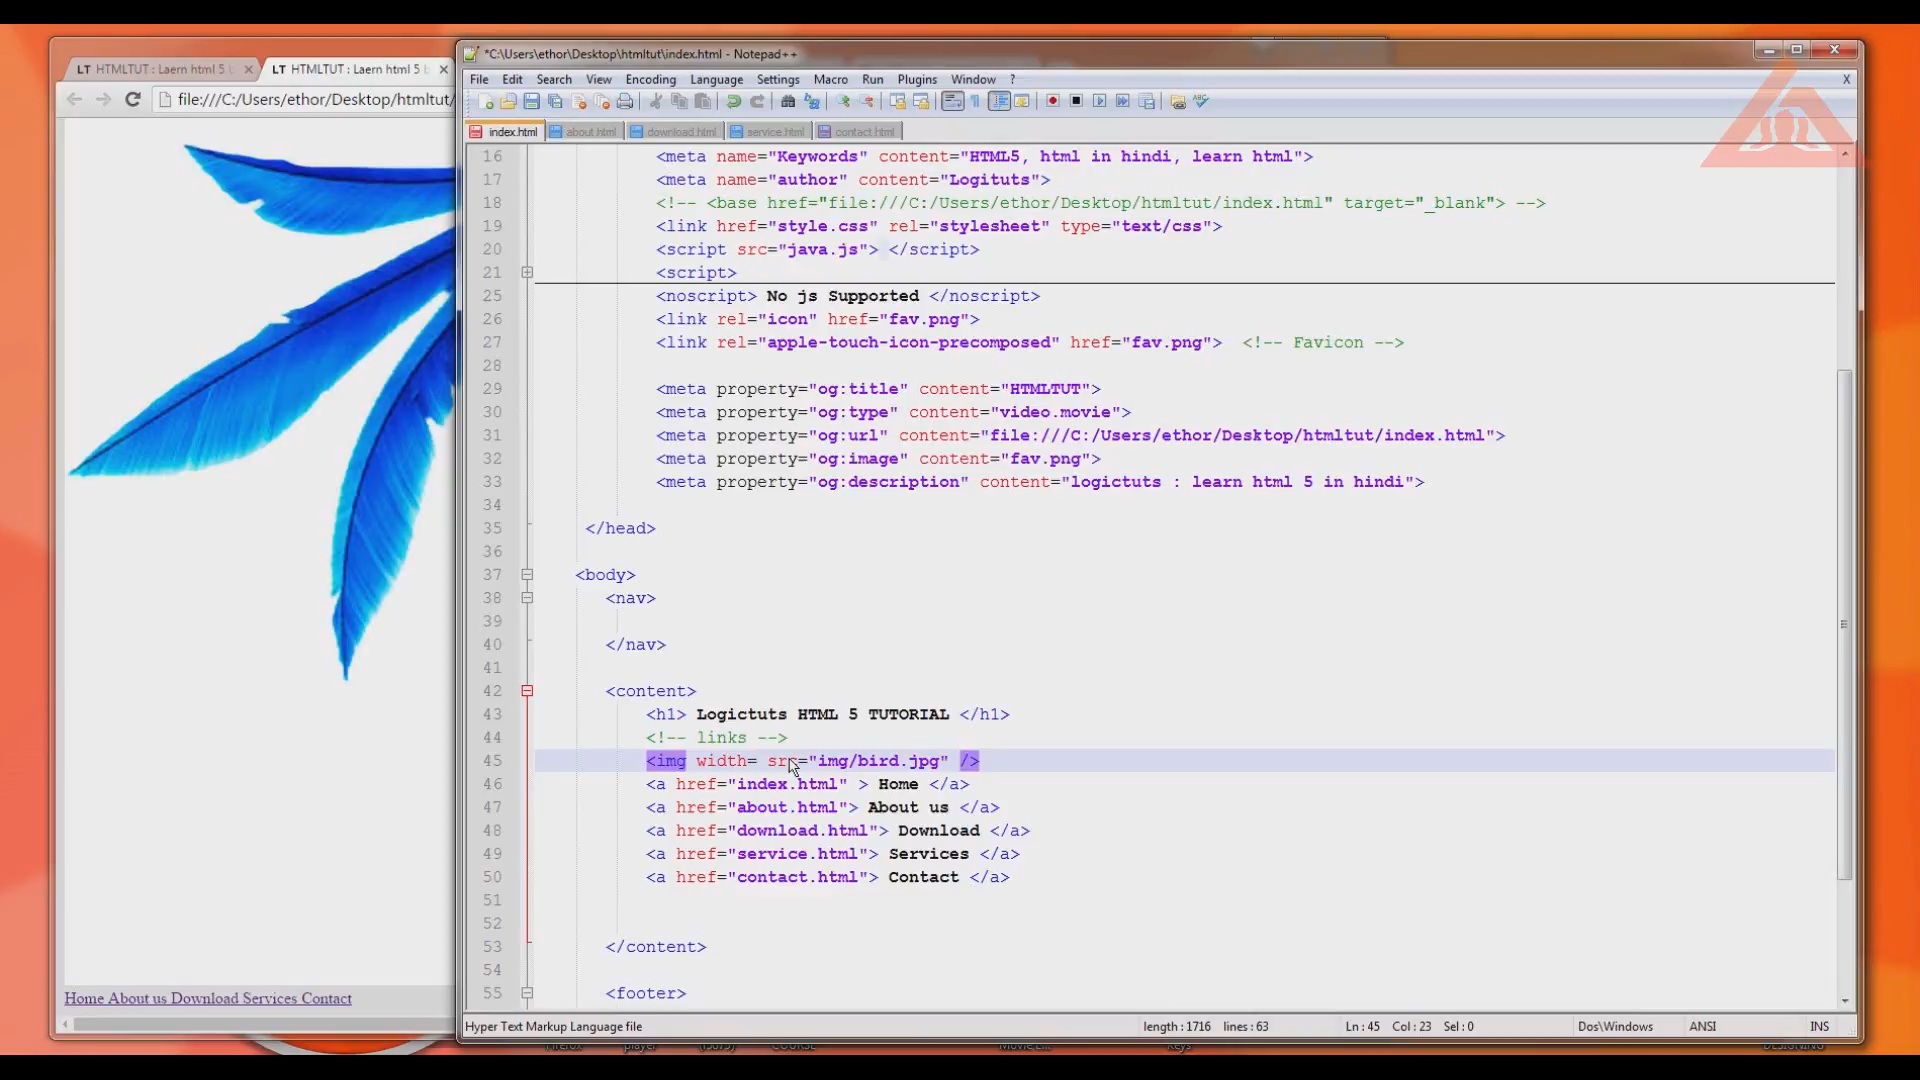 LT HTMLTUT : Laern html 5 b
LT HTMLTUT : Laern html 5 b
file:///C:/Users/ethor/Desktop/htmltut/
Home About us Download Services Contact
*C:\Users\ethor\Desktop\htmltut\index.html - Notepad++
File Edit Search View Encoding Language Settings Macro Run Plugins Window ? X
index.html about.html download.html service.html contact.html
16 <meta name="Keywords" content="HTML5, html in hindi, learn html">
17 <meta name="author" content="Logituts">
18 <!-- <base href="file:///C:/Users/ethor/Desktop/htmltut/index.html" target="_blank"> -->
19 <link href="style.css" rel="stylesheet" type="text/css">
20 <script src="java.js"> </script>
21 <script>
25 <noscript> No js Supported </noscript>
26 <link rel="icon" href="fav.png">
27 <link rel="apple-touch-icon-precomposed" href="fav.png"> <!-- Favicon -->
28
29 <meta property="og:title" content="HTMLTUT">
30 <meta property="og:type" content="video.movie">
31 <meta property="og:url" content="file:///C:/Users/ethor/Desktop/htmltut/index.html">
32 <meta property="og:image" content="fav.png">
33 <meta property="og:description" content="logictuts : learn html 5 in hindi">
34
35 </head>
36
37 <body>
38 <nav>
39
40 </nav>
41
42 <content>
43 <h1> Logictuts HTML 5 TUTORIAL </h1>
44 <!-- links -->
45 <img width= src="img/bird.jpg" />
46 <a href="index.html" > Home </a>
47 <a href="about.html"> About us </a>
48 <a href="download.html"> Download </a>
49 <a href="service.html"> Services </a>
50 <a href="contact.html"> Contact </a>
51
52
53 </content>
54
55 <footer>
Hyper Text Markup Language file length : 1716 lines : 63 Ln : 45 Col : 23 Sel : 0 Dos\Windows ANSI INS